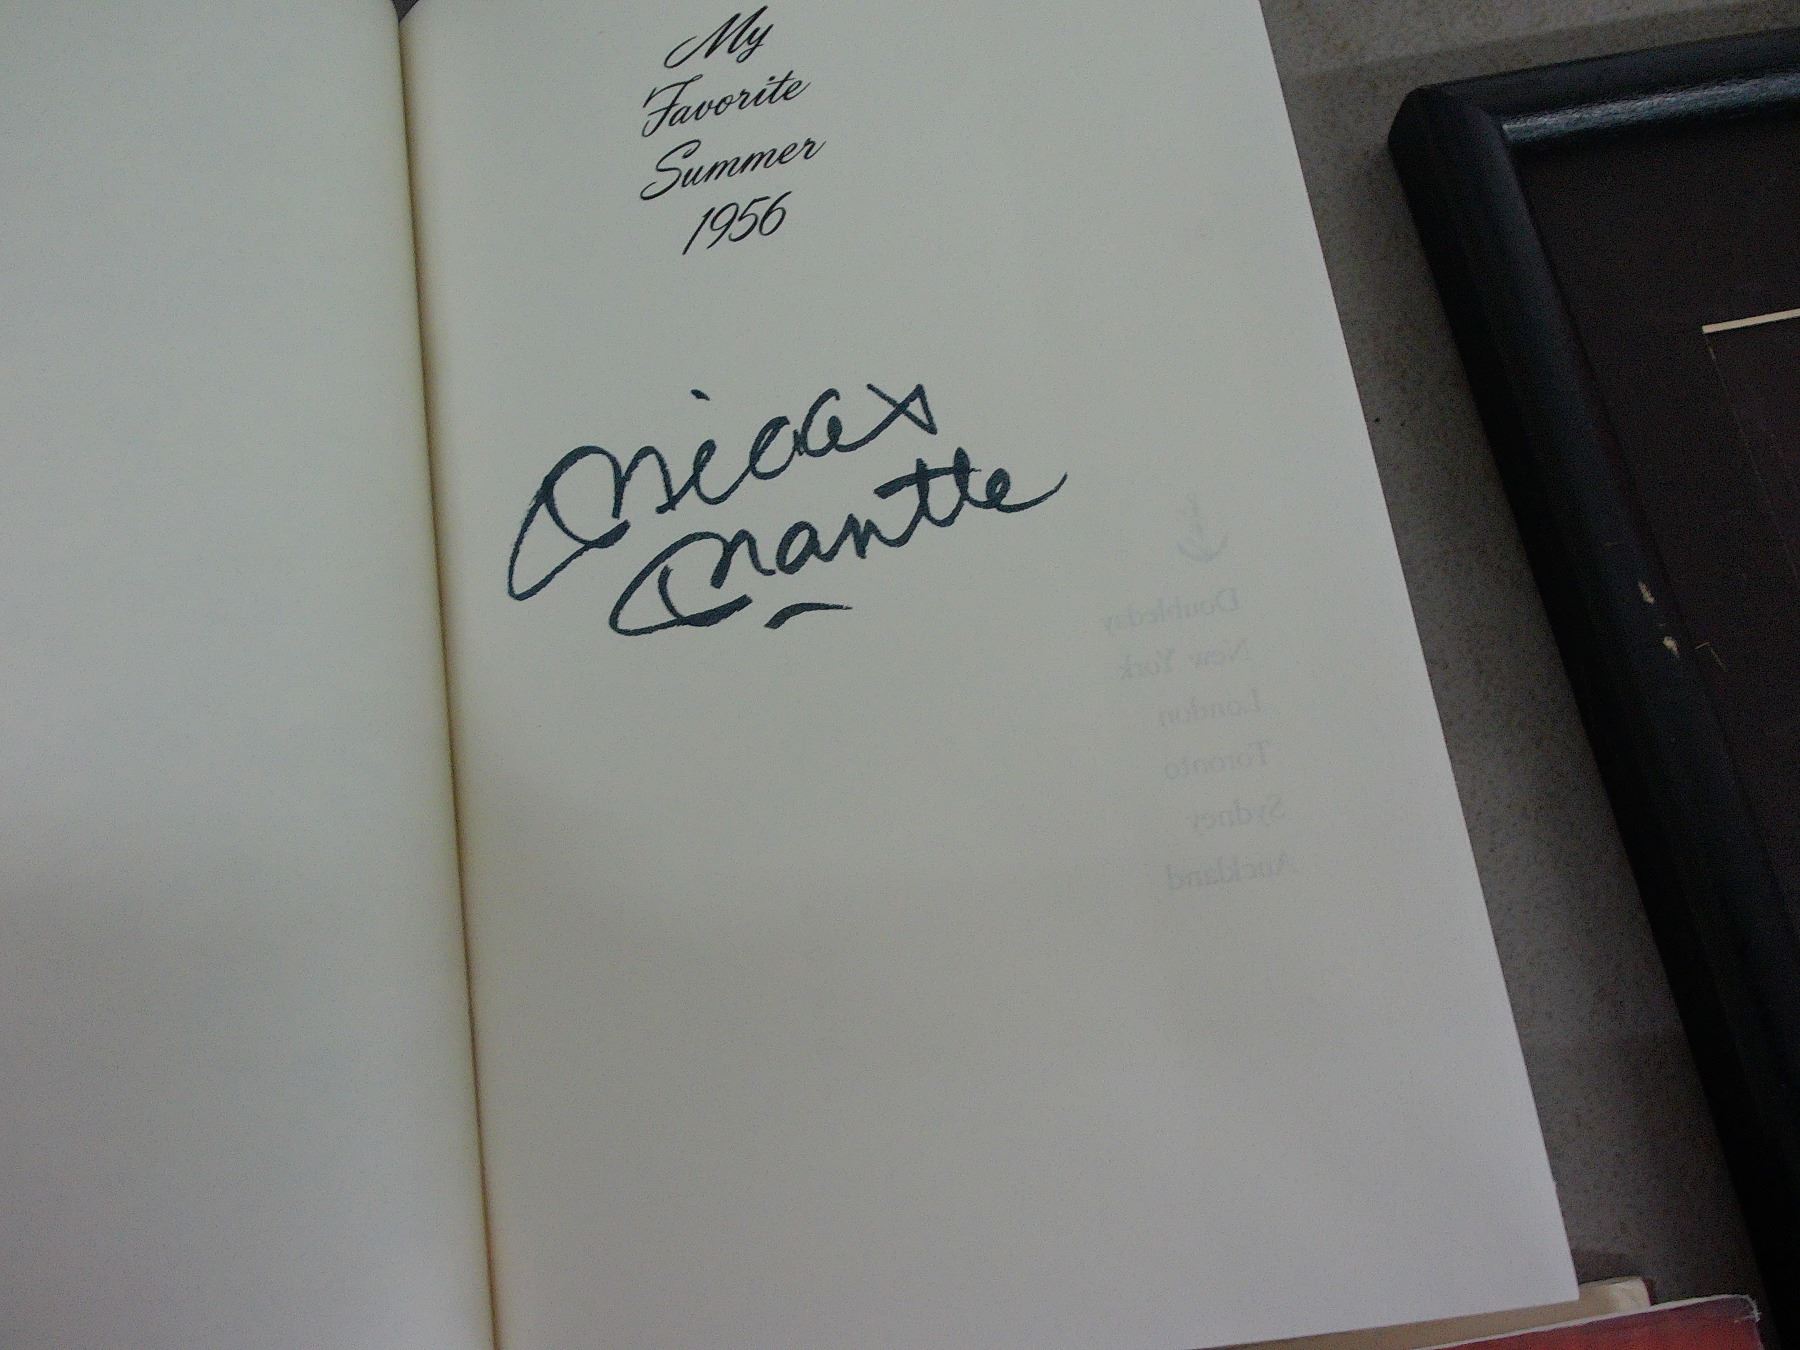 My
Favorite
Summer
1956
Mickey
Mantle
Doubleday
New York
London
Toronto
Sydney
Auckland